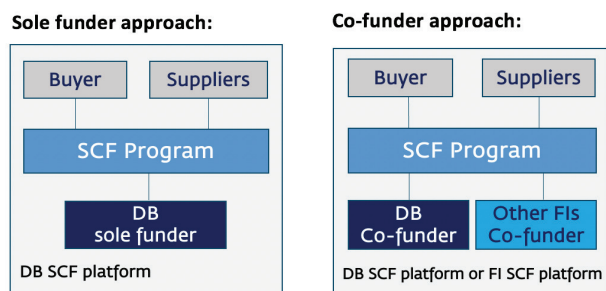 Sole funder approach:
Buyer
Suppliers
SCF Program
DB
sole funder
DB SCF platform
Co-funder approach:
Buyer
Suppliers
SCF Program
DB
Co-funder
Other FIs
Co-funder
DB SCF platform or FI SCF platform